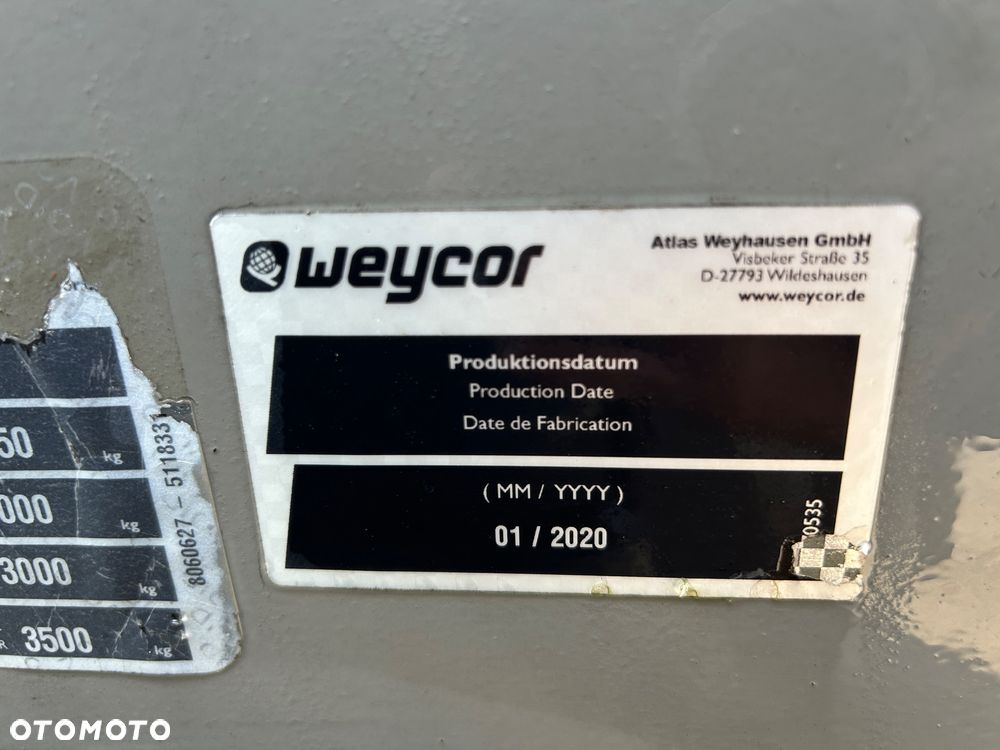 weycor
Atlas Weyhausen GmbH
Visbeker Straße 35
D-27793 Wildeshausen
www.weycor.de
Produktionsdatum
Production Date
Date de Fabrication
( MM / YYYY )
01 / 2020
0535
50 kg
000 kg
3000 kg
R 3500 kg
8060627 - 5118331
OTOMOTO